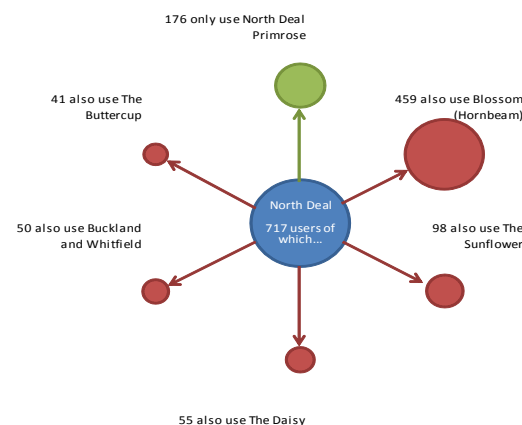 176 only use North Deal
Primrose
41 also use The
Buttercup
459 also use Blossom
(Hornbeam)
North Deal
717 users of
which...
50 also use Buckland
and Whitfield
98 also use The
Sunflower
55 also use The Daisy